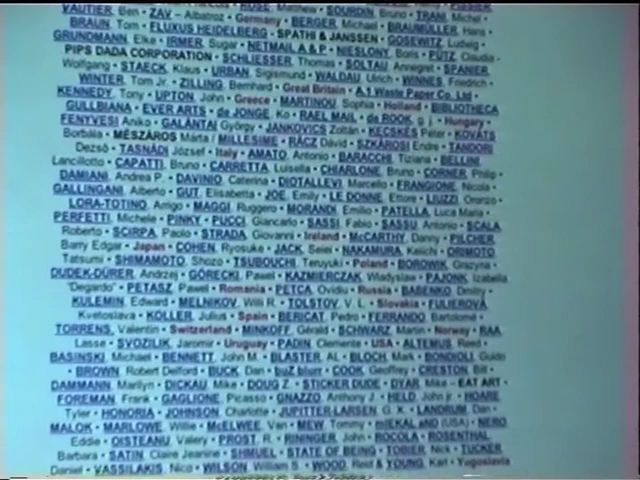 ROSE, Matthew • SOURDIN, Bruno • TRANI, Michel •
VAUTIER, Ben • ZAV – Albatroz • Germany • BERGER, Michael • BRAUMÜLLER, Hans •
BRAUN, Tom • FLUXUS HEIDELBERG • SPATHI & JANSSEN • GOSEWITZ, Ludwig •
GRUNDMANN, Elke • IRMER, Sugar • NETMAIL A & P • NIESLONY, Boris • PÜTZ, Claudia •
PIPS DADA CORPORATION • SCHLIESSER, Thomas • SOLTAU, Annegret • SPANIER,
Wolfgang • STAECK, Klaus • URBAN, Sigismund • WALDAU, Ulrich • WINNES, Friedrich •
WINTER, Tom Jr. • ZILLING, Bernhard • Great Britain • A.1 Waste Paper Co. Ltd •
KENNEDY, Tony • UPTON, John • Greece • MARTINOU, Sophia • Holland • BIBLIOTECA
GULLBIANA • EVER ARTS • de JONGE, Ko • RAEL MAIL • de ROOK, g. j. • Hungary •
FENYVESI Aniko • GALÁNTAI György • JANKOVICS Zoltán • KECSKÉS Péter • KOVÁTS
Borbála • MÉSZÁROS Márta / MILLESIME • RÁCZ Dávid • SZKÁROSI Endre • TANDORI
Dezső • TASNÁDI József • Italy • AMATO, Antonio • BARACCHI, Tiziana • BELLINI,
Lancillotto • CAPATTI, Bruno • CARRETTA, Luisella • CHIARLONE, Bruno • CORNER, Philip •
DAMIANI, Andrea P. • DAVINIO, Caterina • DIOTALLEVI, Marcello • FRANGIONE, Nicola •
GALLINGANI, Alberto • GUT, Elisabetta • JOE, Emily • LE DONNE, Ettore • LIUZZI, Oronzo •
LORA-TOTINO, Arrigo • MAGGI, Ruggero • MORANDI, Emilio • PATELLA, Luca Maria •
PERFETTI, Michele • PINKY • PUCCI, Giancarlo • SASSI, Fabio • SASSU, Antonio • SCALA,
Roberto • SCIRPA, Paolo • STRADA, Giovanni • Ireland • McCARTHY, Danny • PILCHER,
Barry Edgar • Japan • COHEN, Ryosuke • JACK, Seiei • NAKAMURA, Keiichi • ORIMOTO,
Tatsumi • SHIMAMOTO, Shozo • TSUBOUCHI, Teruyuki • Poland • BOROWIK, Grazyna •
DUDEK-DÜRER, Andrzej • GÓRECKI, Pawel • KAZMIERCZAK, Wladyslaw • PAJONK, Izabella
"Degardo" • PETASZ, Pawel • Romania • PETCA, Ovidiu • Russia • BABENKO, Dmitry •
KULEMIN, Edward • MELNIKOV, Willi R. • TOLSTOV, V. L. • Slovakia • FULIEROVÁ,
Kvetoslava • KOLLER, Julius • Spain • BERICAT, Pedro • FERRANDO, Bartolomé •
TORRENS, Valentin • Switzerland • MINKOFF, Gérald • SCHWARZ, Martin • Norway • RAA,
Lasse • SVOZILIK, Jaromir • Uruguay • PADIN, Clemente • USA • ALTEMUS, Reed •
BASINSKI, Michael • BENNETT, John M. • BLASTER, AL • BLOCH, Mark • BONDIOLI, Guido
• BROWN, Robert Delford • BUCK, Dan • buZ blurr • COOK, Geoffrey • CRESTON, Bill •
DAMMANN, Marilyn • DICKAU, Mike • DOUG Z. • STICKER DUDE • DYAR, Mike • EAT ART •
FOREMAN, Frank • GAGLIONE, Picasso • GNAZZO, Anthony J. • HELD, John jr • HOARE,
Tyler • HONORIA • JOHNSON, Charlotte • JUPITTER-LARSEN, G. X. • LANDRUM, Dan •
MALOK • MARLOWE, Willie • McELWEE, Van • MEW, Tommy • mIEKAL aND (USA) • NERO,
Eddie • OISTEANU, Valery • PROST, R. • RININGER, John • ROCOLA • ROSENTHAL,
Barbara • SATIN, Claire Jeanine • SHMUEL • STATE OF BEING • TOBIER, Nick • TUCKER,
Daniel • VASSILAKIS, Nico • WILSON, William S. • WOOD, Reid & YOUNG, Karl • Yugoslavia